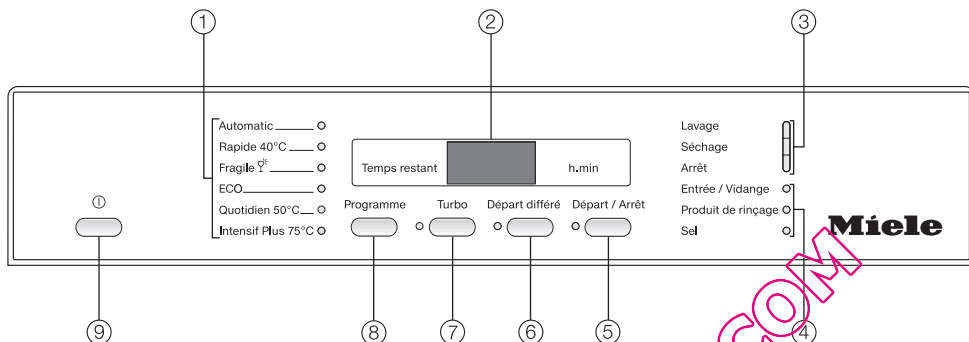 ① ② ③
Automatic
Rapide 40°C
Fragile
ECO
Quotidien 50°C
Intensif Plus 75°C
Temps restant
h.min
Programme
Turbo
Départ différé
Départ / Arrêt
Lavage
Séchage
Arrêt
Entrée / Vidange
Produit de rinçage
Sel
Miele
⑨ ⑧ ⑦ ⑥ ⑤ ④
COM